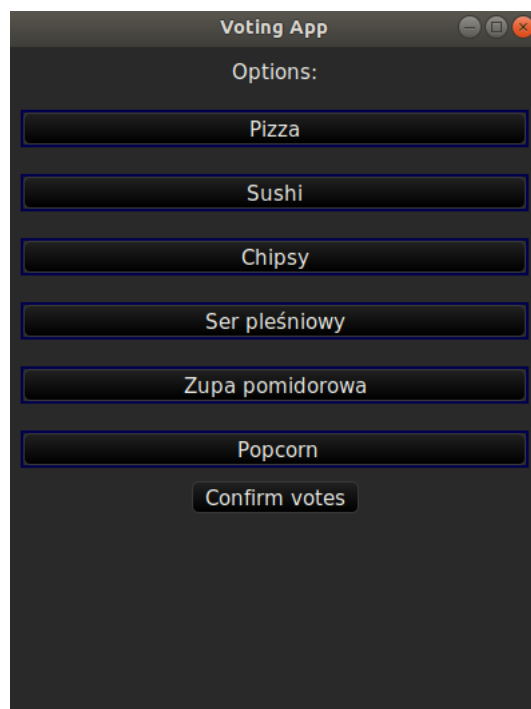 Voting App
Options:
Pizza
Sushi
Chipsy
Ser pleśniowy
Zupa pomidorowa
Popcorn
Confirm votes